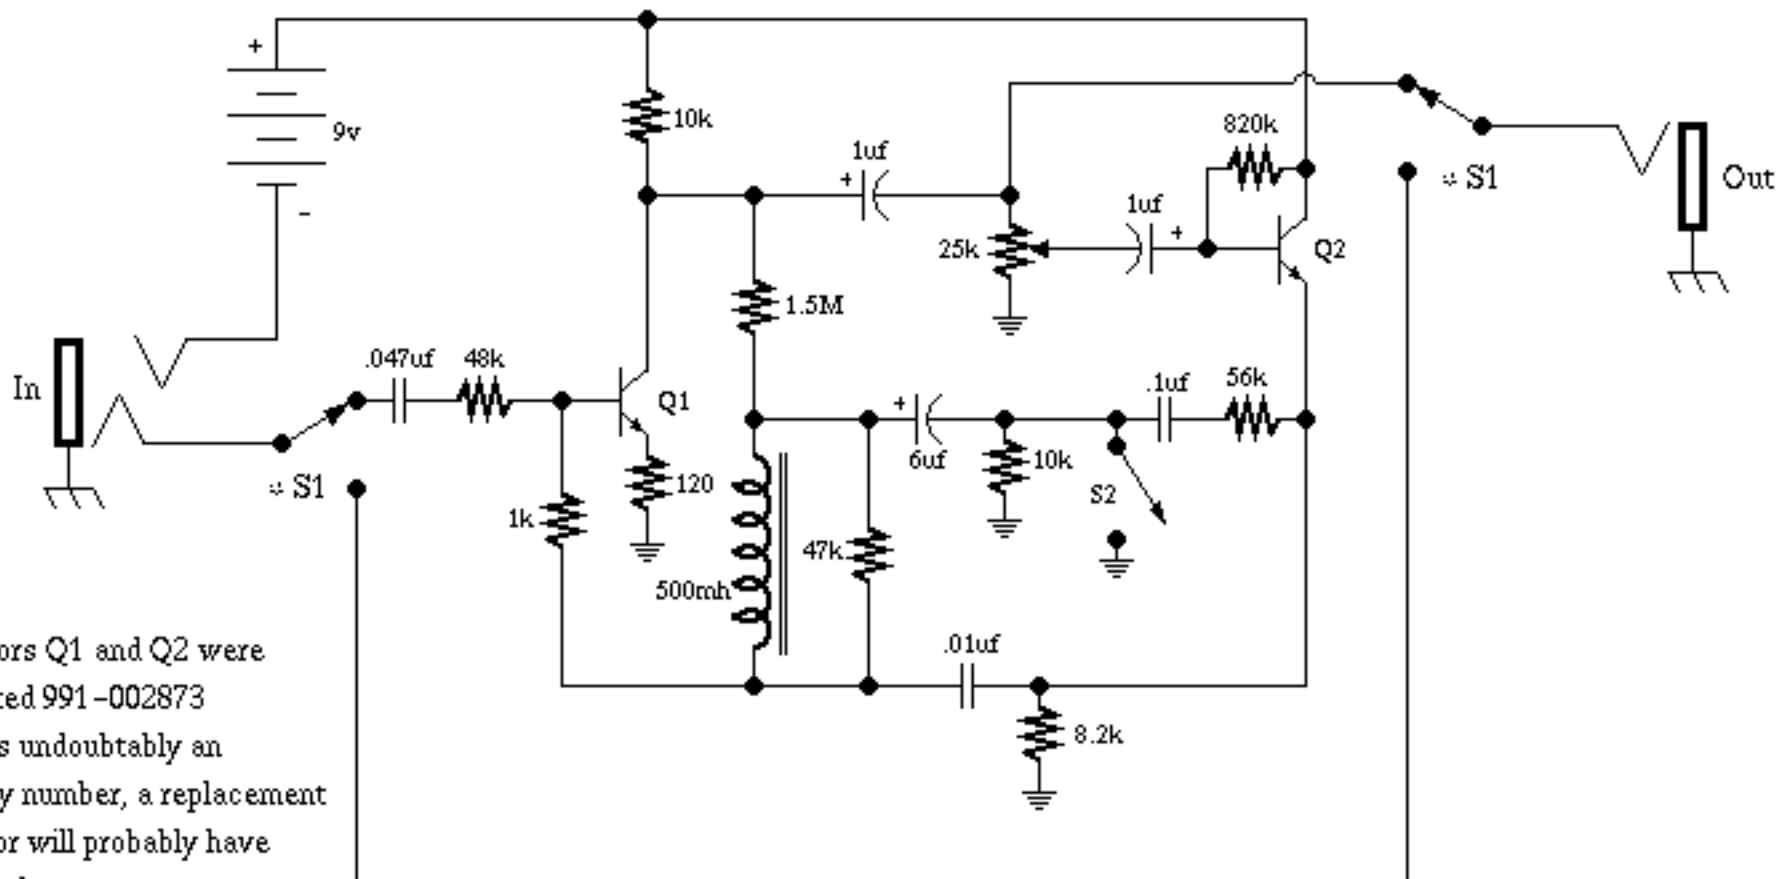 +
10k
9v
820k
1uf
+
S1
Out
1uf
+
25k
Q2
-
1.5M
.047uf
48k
.1uf
56k
In
Q1
+
6uf
10k
120
S1
S2
1k
47k
500mh
.01uf
8.2k
ors Q1 and Q2 were
ted 991-002873
s undoubtably an
y number, a replacement
or will probably have